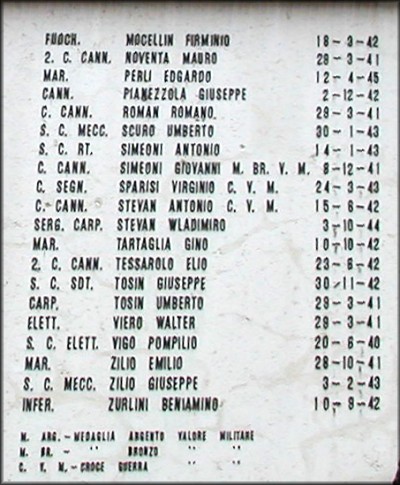 FUOCH. MOCELLIN FIRMINIO 18-3-42
2. C. CANN. NOVENTA MAURO 29-3-41
MAR. PERLI EDGARDO 12-4-45
CANN. PIANEZZOLA GIUSEPPE 2-12-42
C. CANN. ROMAN ROMANO 29-3-41
S. C. MECC. SCURO UMBERTO 30-1-43
S. C. RT. SIMEONI ANTONIO 14-1-43
C. CANN. SIMEONI GIOVANNI M. BR. V. M. 9-12-41
C. SEGN. SPARISI VIRGINIO C. V. M. 24-3-43
C. CANN. STEVAN ANTONIO C. V. M. 15-6-42
SERG. CARP. STEVAN WLADIMIRO 3-10-44
MAR. TARTAGLIA GINO 10-10-42
2. C. CANN. TESSAROLO ELIO 23-6-42
S. C. SDT. TOSIN GIUSEPPE 30-11-42
CARP. TOSIN UMBERTO 29-3-41
ELETT. VIERO WALTER 29-3-41
S. C. ELETT. VIGO POMPILIO 20-6-40
MAR. ZILIO EMILIO 28-10-41
S. C. MECC. ZILIO GIUSEPPE 3-2-43
INFER. ZURLINI BENIAMINO 10-9-42
M. ARG. - MEDAGLIA ARGENTO VALORE MILITARE
M. BR. - " BRONZO " "
C. V. M. - CROCE GUERRA " "